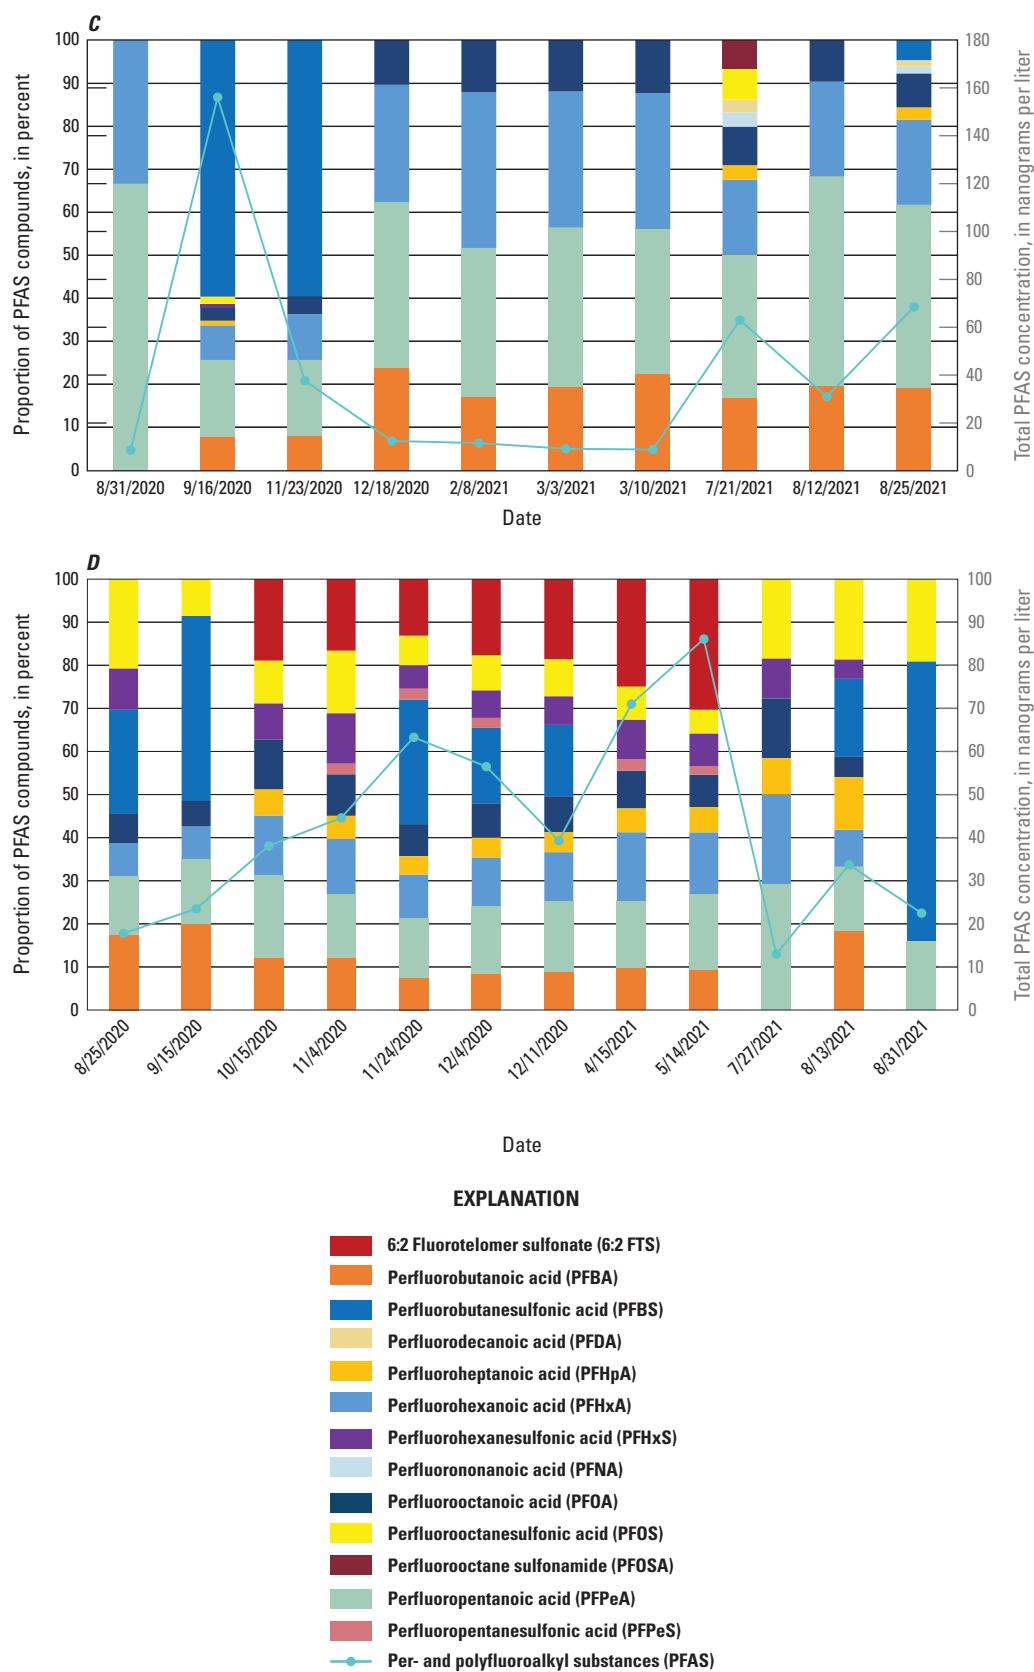 C
Proportion of PFAS compounds, in percent
100
90
80
70
60
50
40
30
20
10
0
180
160
140
120
100
80
60
40
20
0
Total PFAS concentration, in nanograms per liter
8/31/2020 9/16/2020 11/23/2020 12/18/2020 2/8/2021 3/3/2021 3/10/2021 7/21/2021 8/12/2021 8/25/2021
Date
D
Proportion of PFAS compounds, in percent
100
90
80
70
60
50
40
30
20
10
0
100
90
80
70
60
50
40
30
20
10
0
Total PFAS concentration, in nanograms per liter
8/25/2020 9/15/2020 10/15/2020 11/4/2020 11/24/2020 12/4/2020 12/11/2020 4/15/2021 5/14/2021 7/27/2021 8/13/2021 8/31/2021
Date
EXPLANATION
6:2 Fluorotelomer sulfonate (6:2 FTS)
Perfluorobutanoic acid (PFBA)
Perfluorobutanesulfonic acid (PFBS)
Perfluorodecanoic acid (PFDA)
Perfluoroheptanoic acid (PFHpA)
Perfluorohexanoic acid (PFHxA)
Perfluorohexanesulfonic acid (PFHxS)
Perfluorononanoic acid (PFNA)
Perfluorooctanoic acid (PFOA)
Perfluorooctanesulfonic acid (PFOS)
Perfluorooctane sulfonamide (PFOSA)
Perfluoropentanoic acid (PFPeA)
Perfluoropentanesulfonic acid (PFPeS)
Per- and polyfluoroalkyl substances (PFAS)